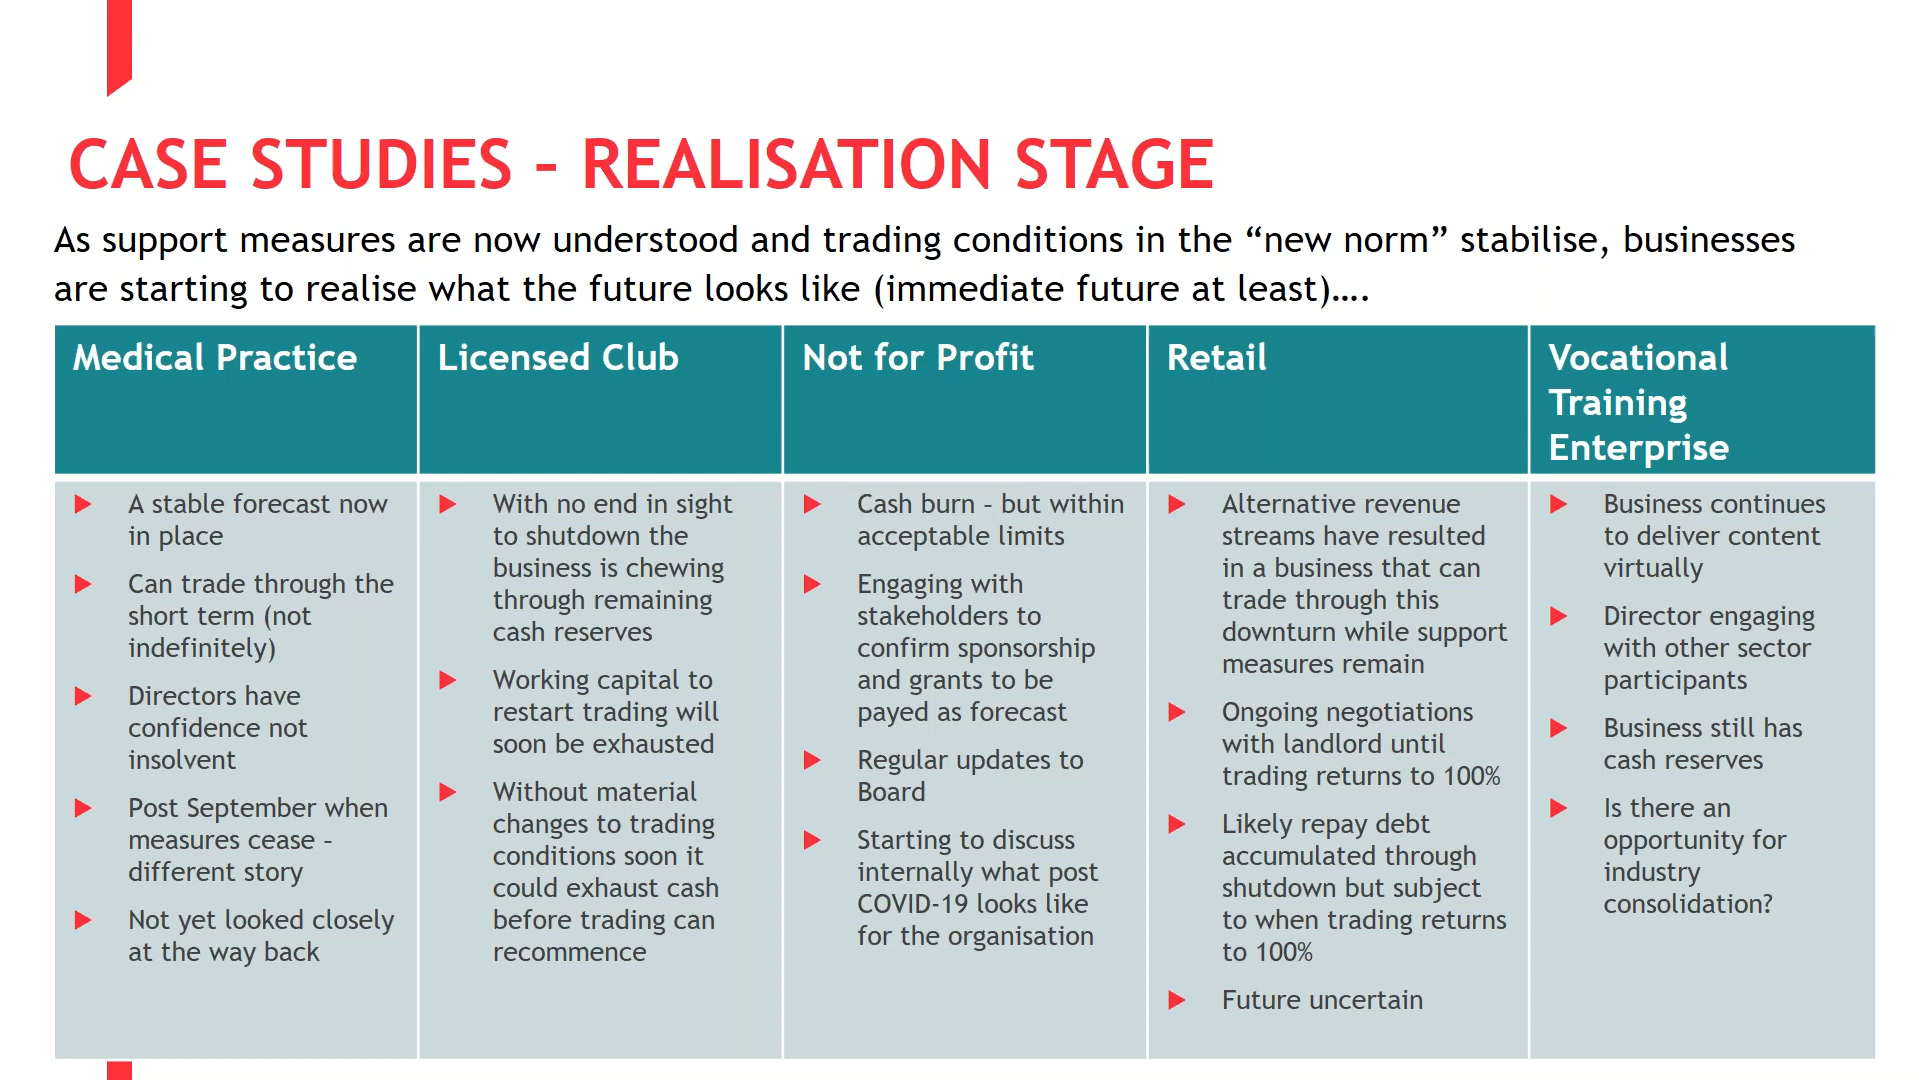 CASE STUDIES – REALISATION STAGE
As support measures are now understood and trading conditions in the “new norm” stabilise, businesses
are starting to realise what the future looks like (immediate future at least)….
Medical Practice
A stable forecast now
in place
Can trade through the
short term (not
indefinitely)
Directors have
confidence not
insolvent
Post September when
measures cease –
different story
Not yet looked closely
at the way back
Licensed Club
With no end in sight
to shutdown the
business is chewing
through remaining
cash reserves
Working capital to
restart trading will
soon be exhausted
Without material
changes to trading
conditions soon it
could exhaust cash
before trading can
recommence
Not for Profit
Cash burn – but within
acceptable limits
Engaging with
stakeholders to
confirm sponsorship
and grants to be
payed as forecast
Regular updates to
Board
Starting to discuss
internally what post
COVID-19 looks like
for the organisation
Retail
Alternative revenue
streams have resulted
in a business that can
trade through this
downturn while support
measures remain
Ongoing negotiations
with landlord until
trading returns to 100%
Likely repay debt
accumulated through
shutdown but subject
to when trading returns
to 100%
Future uncertain
Vocational
Training
Enterprise
Business continues
to deliver content
virtually
Director engaging
with other sector
participants
Business still has
cash reserves
Is there an
opportunity for
industry
consolidation?